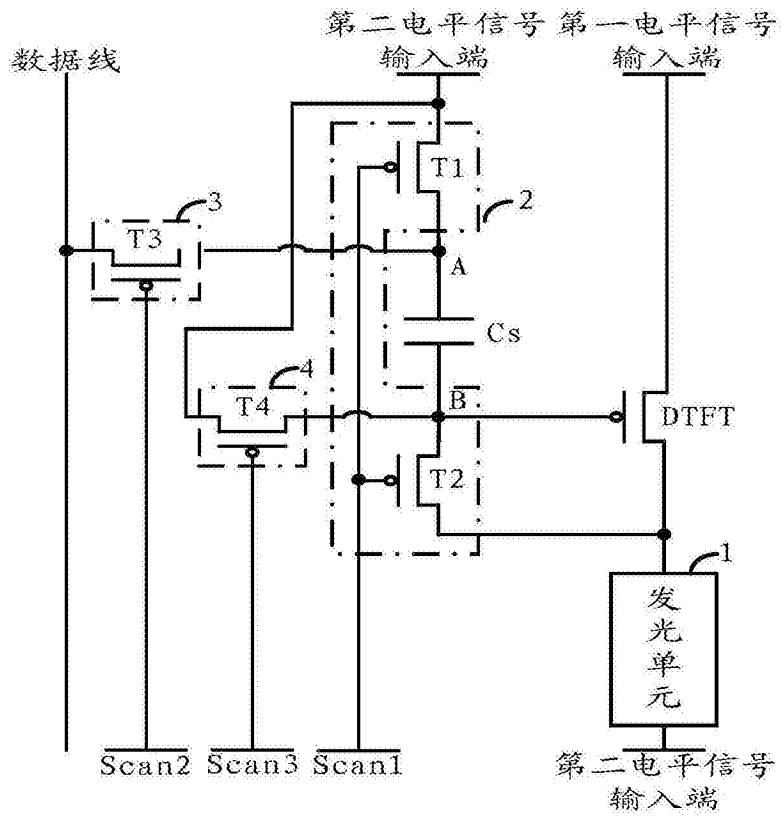 第二电平信号
输入端
第一电平信号
输入端
数据线
T1
2
3
T3
A
Cs
4
T4
B
DTFT
T2
1
发光单元
Scan2
Scan3
Scan1
第二电平信号
输入端